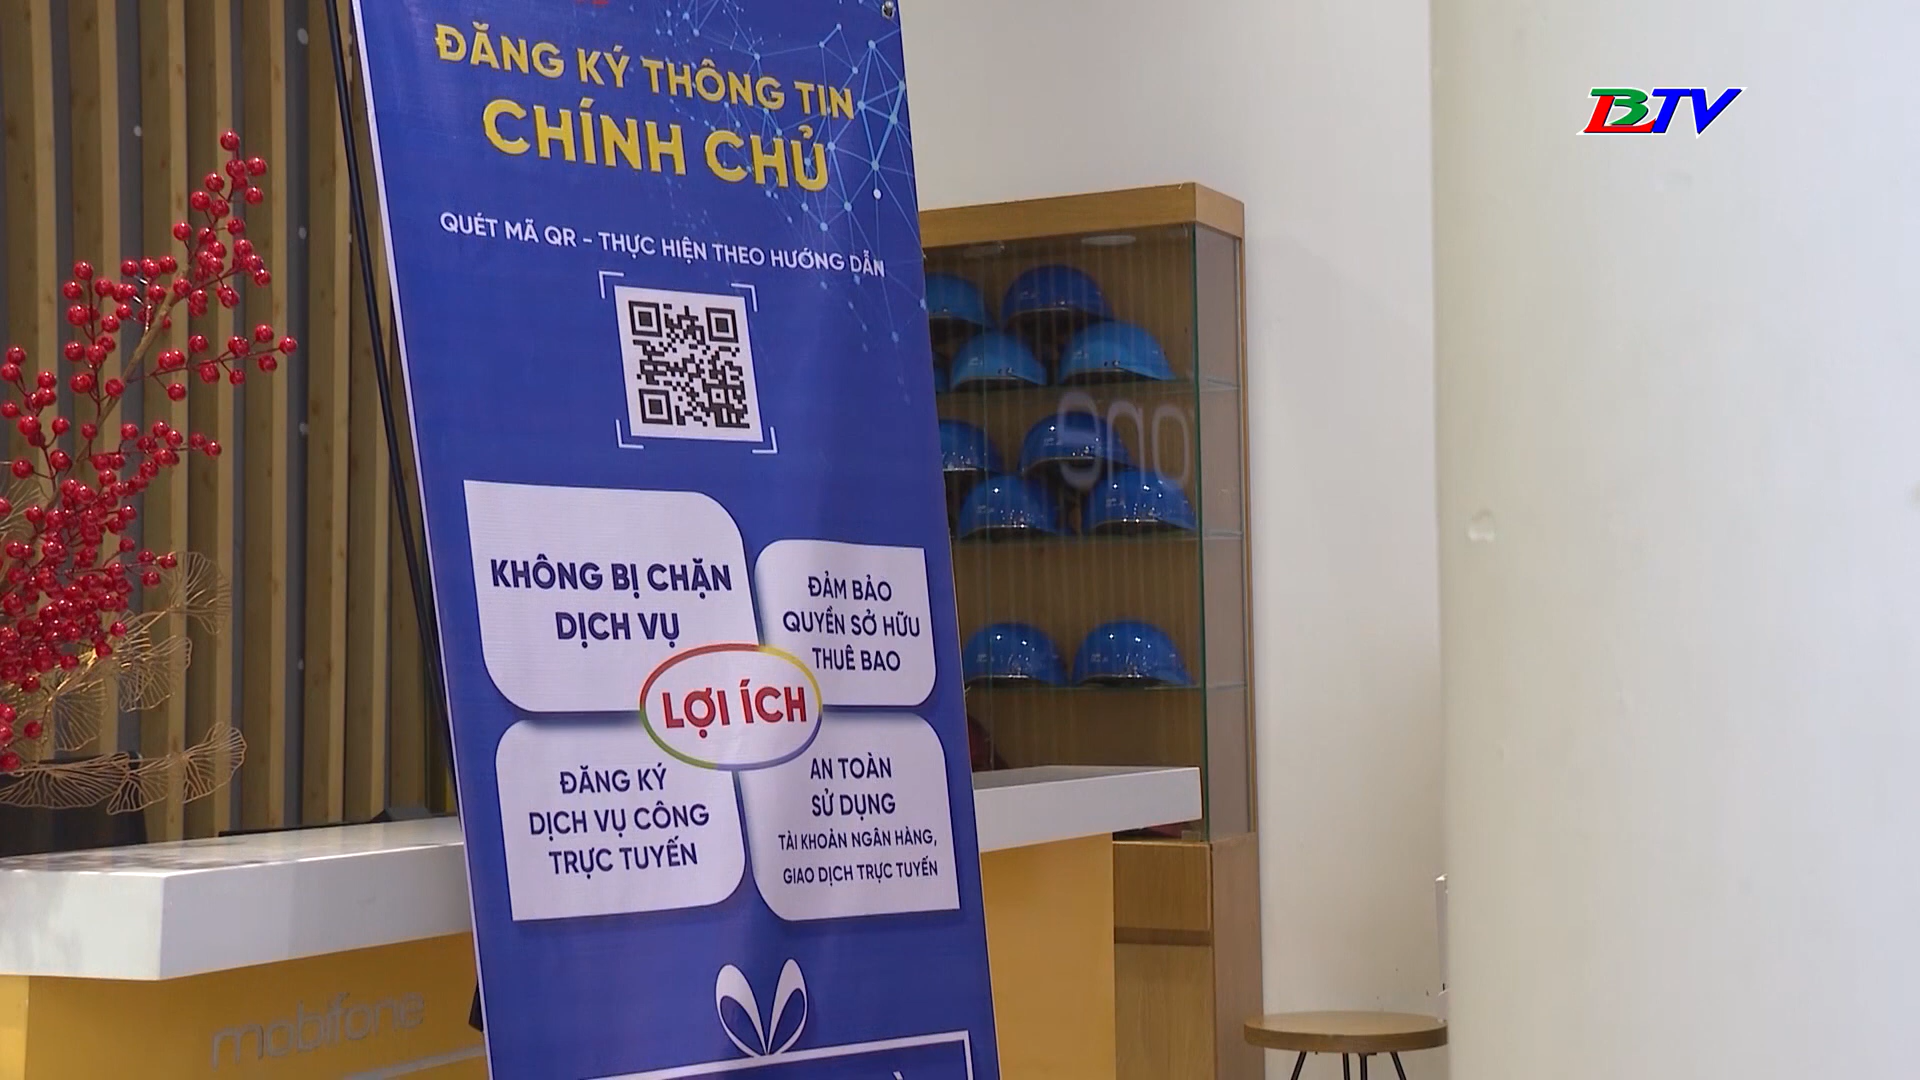 BTV
ĐĂNG KÝ THÔNG TIN
CHÍNH CHỦ
QUÉT MÃ QR - THỰC HIỆN THEO HƯỚNG DẪN
KHÔNG BỊ CHẶN
DỊCH VỤ
ĐẢM BẢO
QUYỀN SỞ HỮU
THUÊ BAO
LỢI ÍCH
ĐĂNG KÝ
DỊCH VỤ CÔNG
TRỰC TUYẾN
AN TOÀN
SỬ DỤNG
TÀI KHOẢN NGÂN HÀNG,
GIAO DỊCH TRỰC TUYẾN
mobifone
one